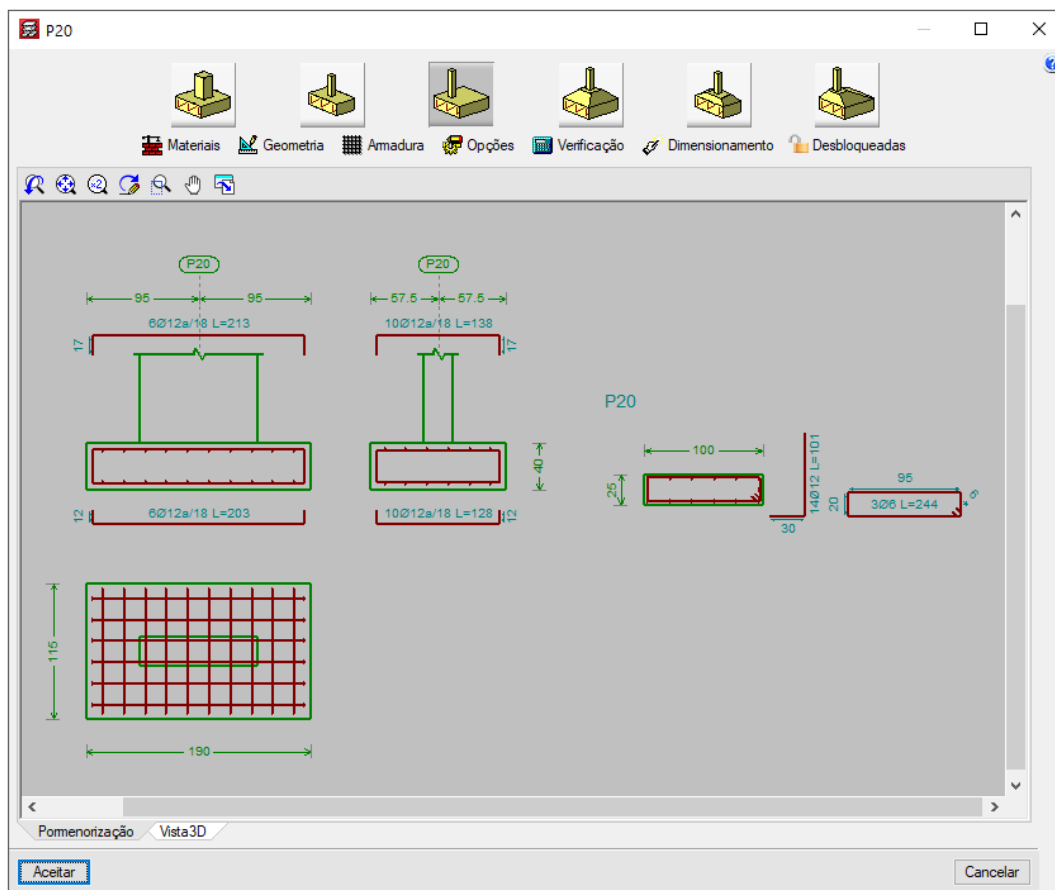 P20
Materiais Geometria Armadura Opções Verificação Dimensionamento Desbloqueadas
x2
P20 P20
95 95 57.5 57.5
6Ø12a/18 L=213 10Ø12a/18 L=138
17 17
P20
100
40
25
14Ø12 L=101
30
95
20
3Ø6 L=244
6Ø12a/18 L=203 10Ø12a/18 L=128
12 12
115
190
Pormenorização Vista3D
Aceitar Cancelar